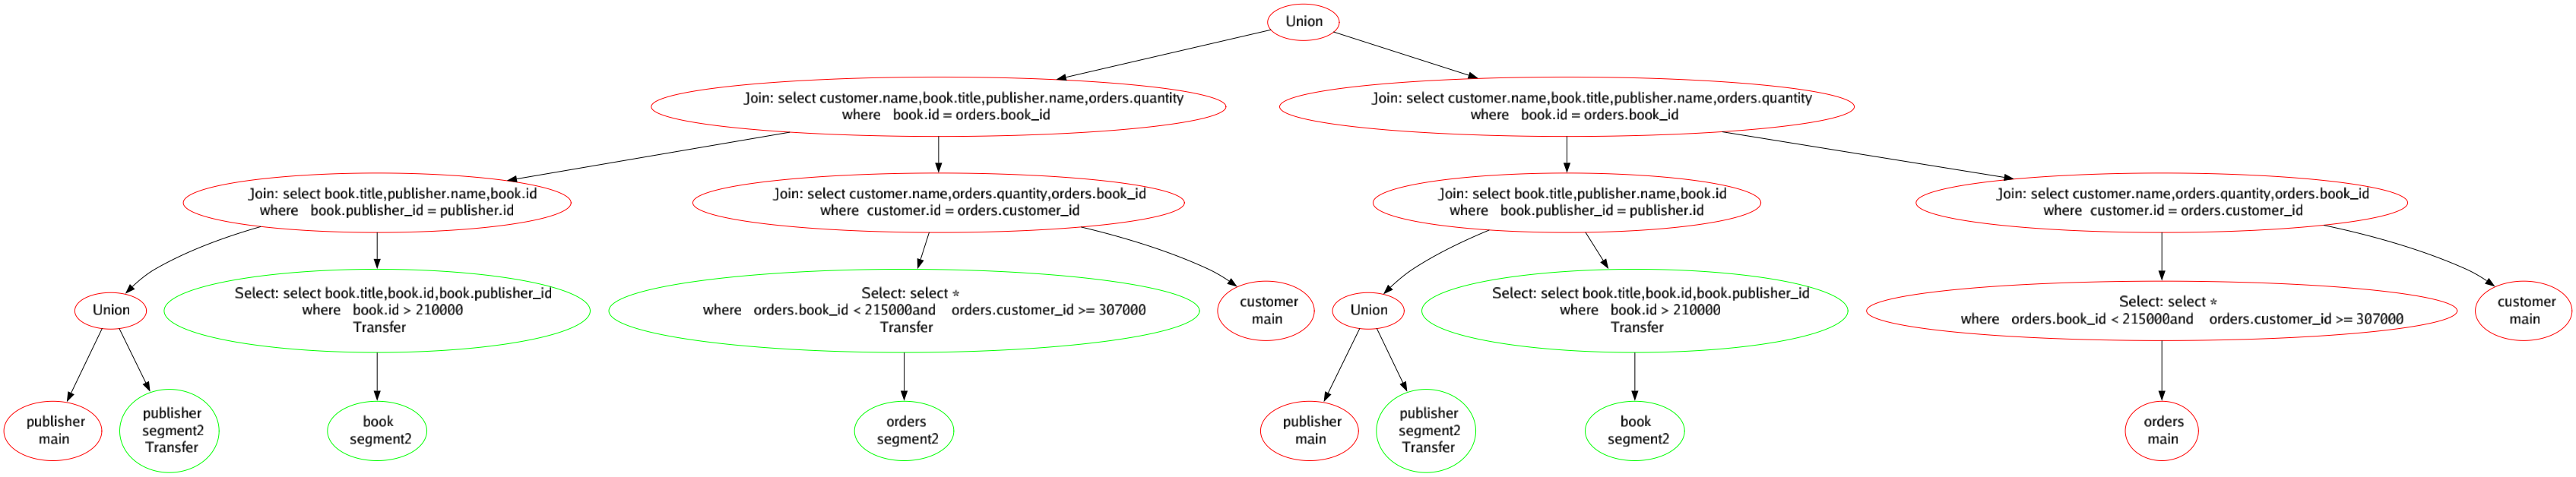 Union
Join: select customer.name,book.title,publisher.name,orders.quantity
where book.id = orders.book_id
Join: select customer.name,book.title,publisher.name,orders.quantity
where book.id = orders.book_id
Join: select book.title,publisher.name,book.id
where book.publisher_id = publisher.id
Join: select customer.name,orders.quantity,orders.book_id
where customer.id = orders.customer_id
Join: select book.title,publisher.name,book.id
where book.publisher_id = publisher.id
Join: select customer.name,orders.quantity,orders.book_id
where customer.id = orders.customer_id
Union
Select: select book.title,book.id,book.publisher_id
where book.id > 210000
Transfer
Select: select *
where orders.book_id < 215000and orders.customer_id >= 307000
Transfer
customer
main
Union
Select: select book.title,book.id,book.publisher_id
where book.id > 210000
Transfer
Select: select *
where orders.book_id < 215000and orders.customer_id >= 307000
customer
main
publisher
main
publisher
segment2
Transfer
book
segment2
orders
segment2
publisher
main
publisher
segment2
Transfer
book
segment2
orders
main